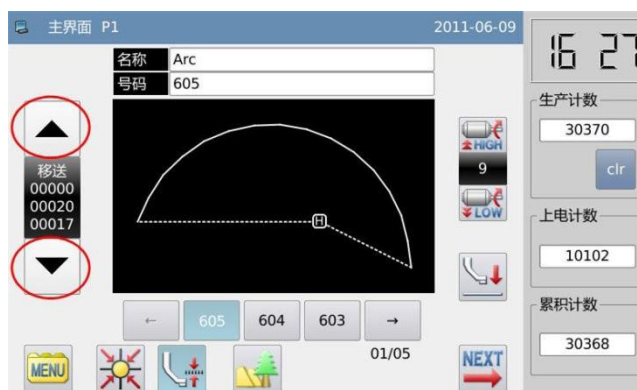 主界面 P1
2011-06-09
16 27
名称 Arc
号码 605
生产计数
30370
clr
移送
00000
00020
00017
HIGH
9
LOW
H
上电计数
10102
← 605 604 603 →
01/05
累积计数
30368
MENU
NEXT